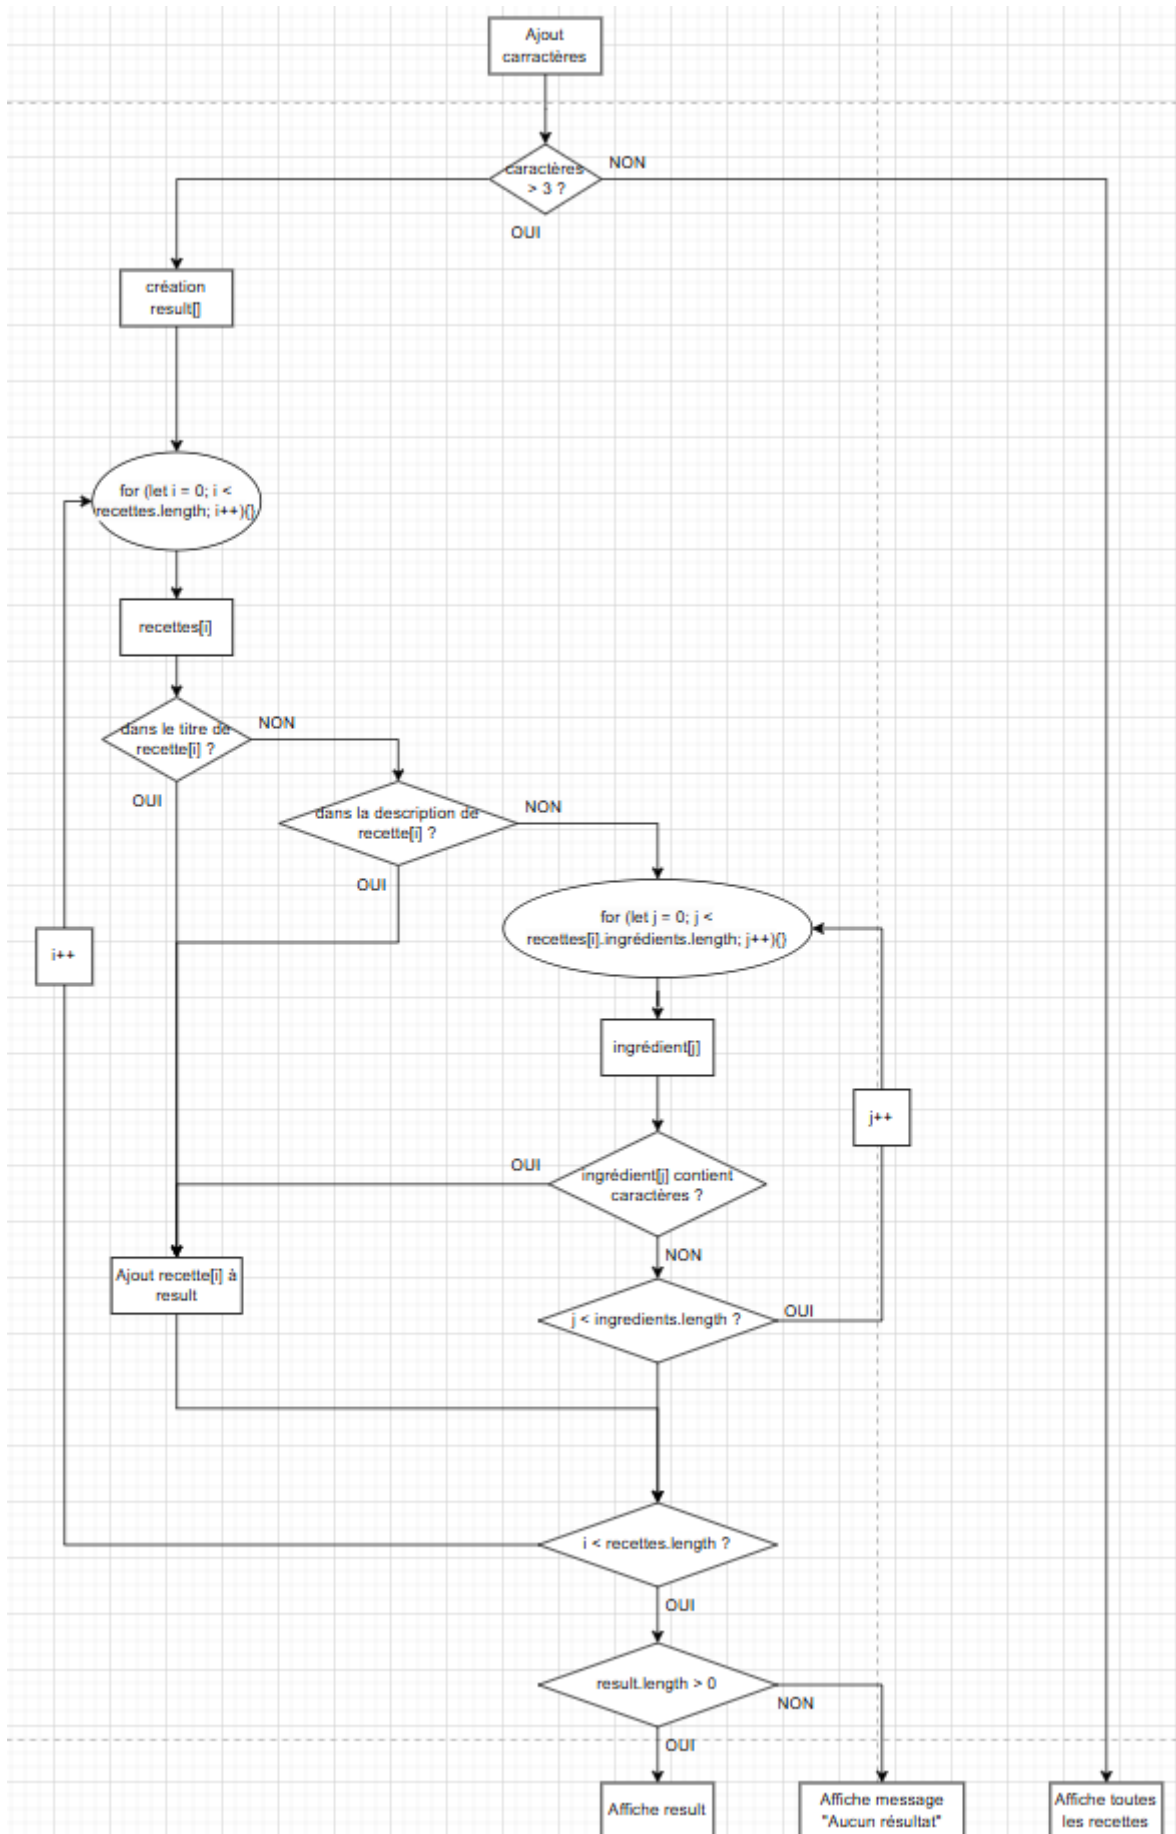 Ajout
carractères
caractères
> 3 ?
NON
OUI
création
result[]
for (let i = 0; i <
recettes.length; i++){}
recettes[i]
dans le titre de
recette[i] ?
NON
OUI
dans la description de
recette[i] ?
NON
OUI
for (let j = 0; j <
recettes[i].ingrédients.length; j++){}
i++
ingrédient[j]
j++
ingrédient[j] contient
caractères ?
OUI
NON
Ajout recette[i] à
result
j < ingredients.length ?
OUI
i < recettes.length ?
OUI
result.length > 0
NON
OUI
Affiche result
Affiche message
"Aucun résultat"
Affiche toutes
les recettes